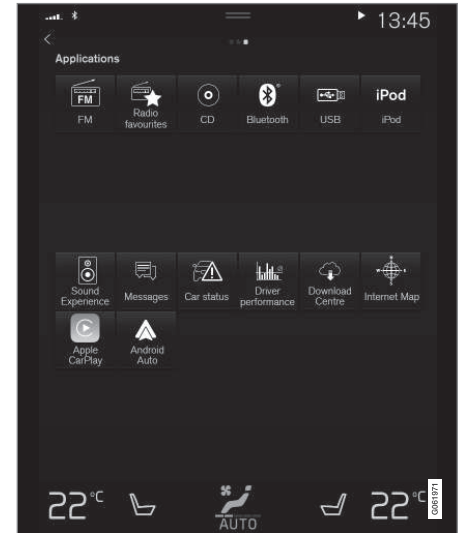 13:45
Applications
FM
iPod
FM
Radio
favourites
CD
Bluetooth
USB
iPod
Sound
Experience
Messages
Car status
Driver
performance
Download
Centre
Internet Map
Apple
CarPlay
Android
Auto
22°C
AUTO
22°C
G061971